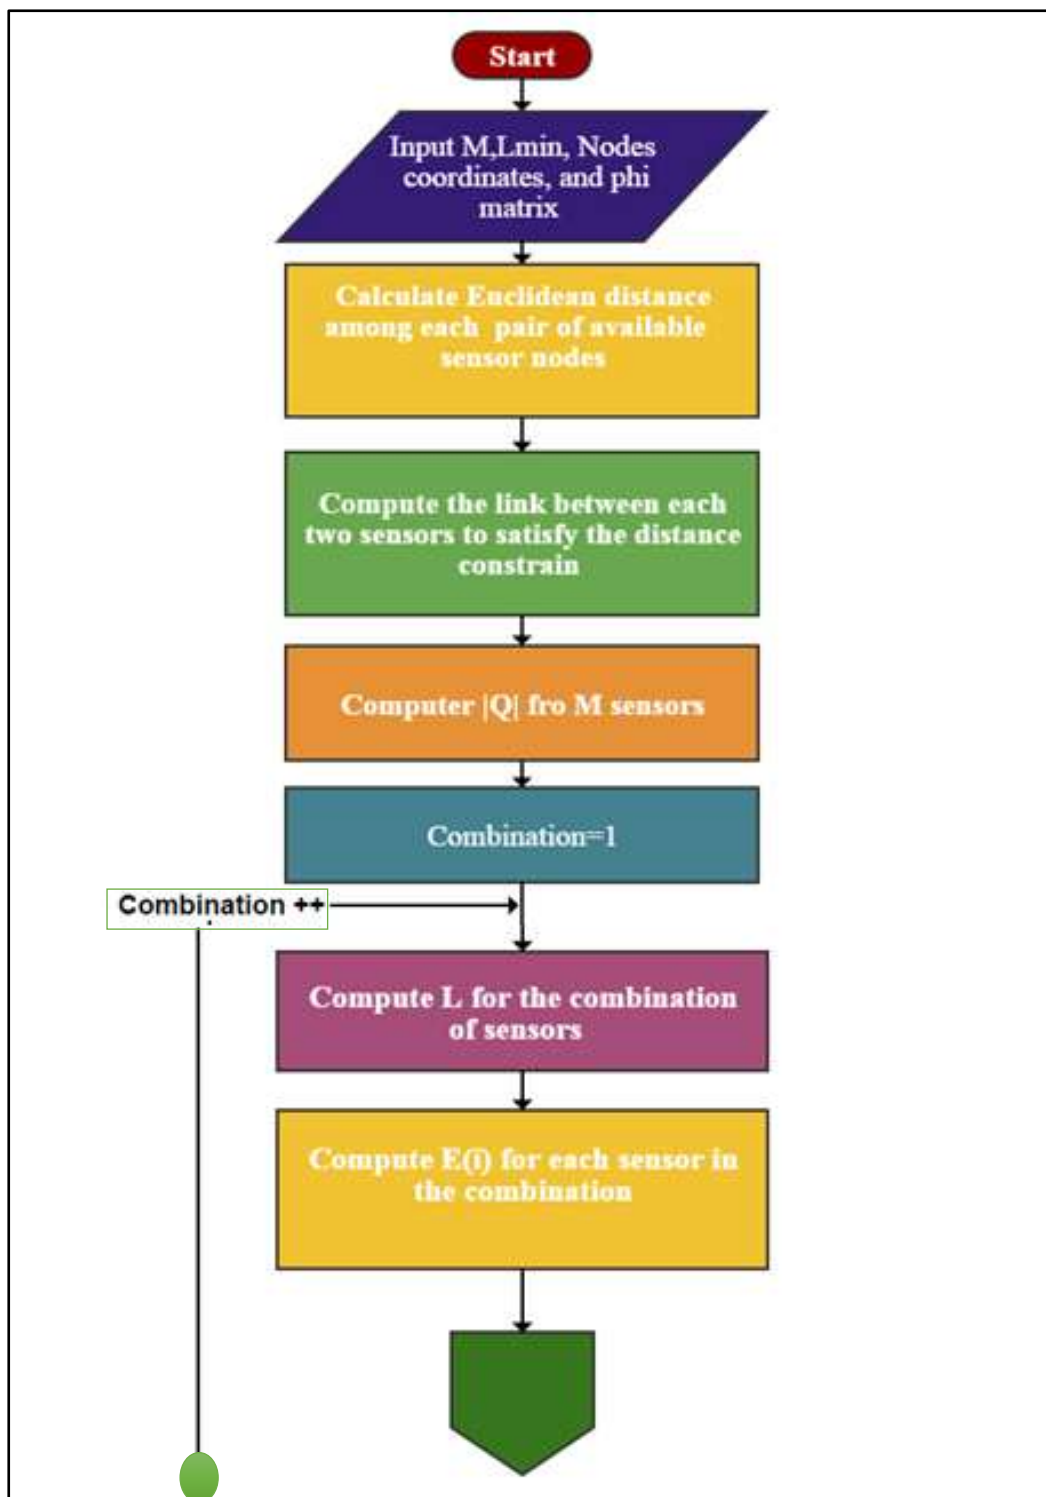 Start
Input M,Lmin, Nodes
coordinates, and phi
matrix
Calculate Euclidean distance
among each pair of available
sensor nodes
Compute the link between each
two sensors to satisfy the distance
constrain
Computer |Q| fro M sensors
Combination=1
Combination ++
Compute L for the combination
of sensors
Compute E(i) for each sensor in
the combination